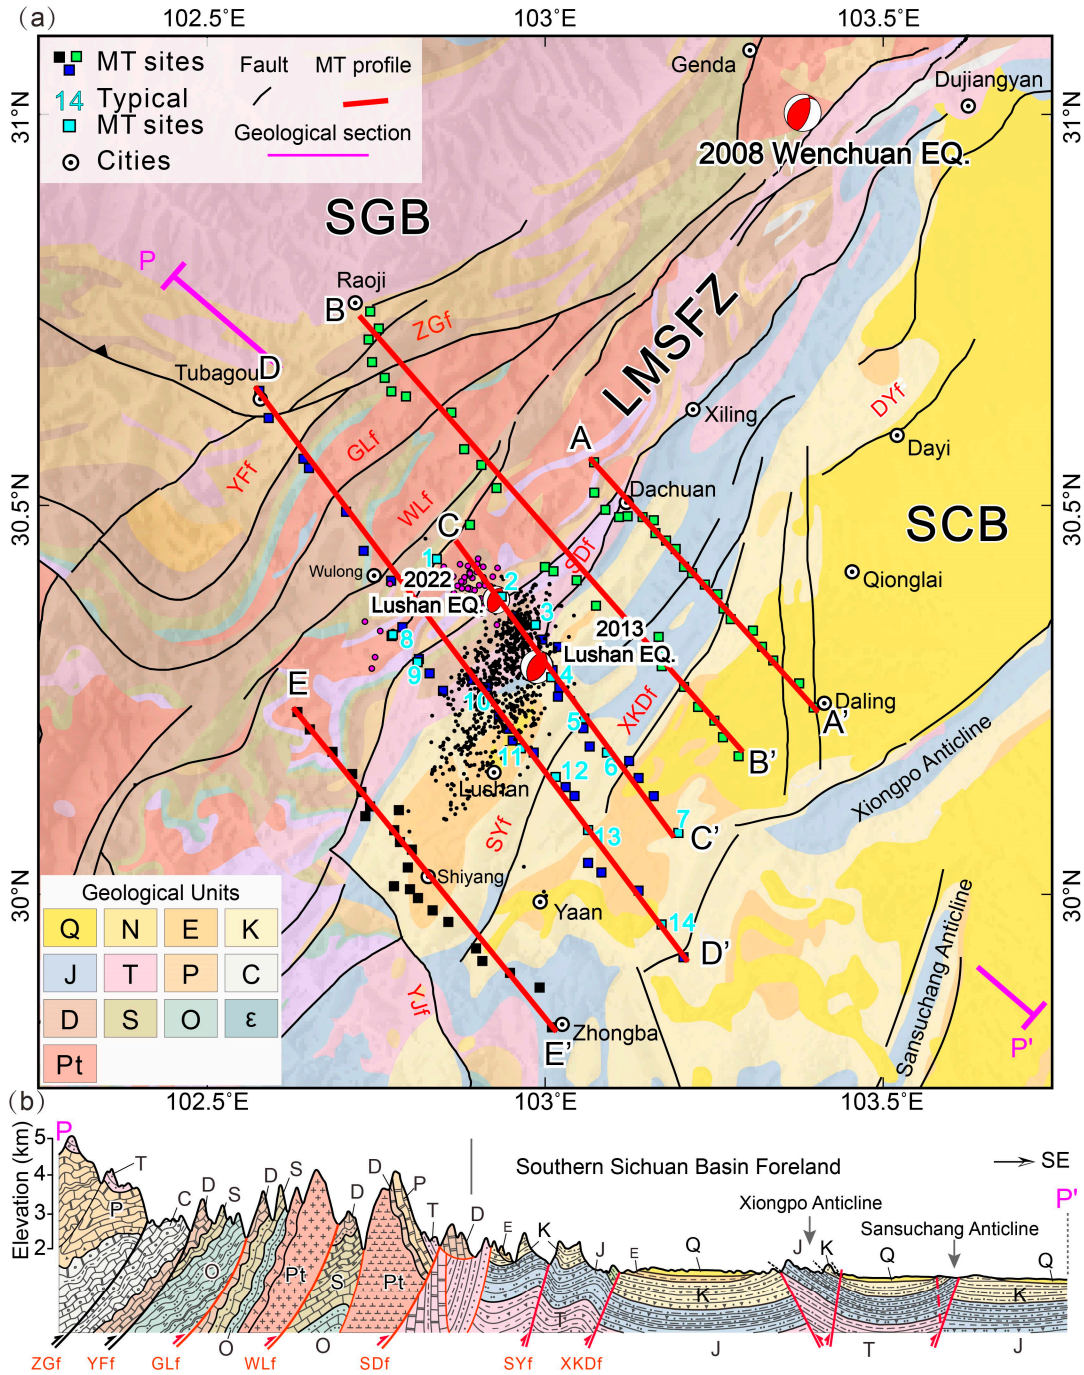 (a)
102.5°E
103°E
103.5°E
MT sites
Fault
MT profile
14 Typical
MT sites
Geological section
Cities
31°N
31°N
Genda
Dujiangyan
2008 Wenchuan EQ.
SGB
P
Raoji
B
ZGf
LMSFZ
Tubagou
D
Xiling
DYf
Dayi
A
GLf
YFf
Dachuan
30.5°N
30.5°N
WLf
SCB
C
SDf
1
Wulong
2022
Lushan EQ.
2
Qionglai
3
2013
Lushan EQ.
8
9
4
E
10
5
XKDf
Daling
A'
11
6
B'
Xiongpo Anticline
12
Lushan
7
C'
SYf
13
Shiyang
30°N
30°N
Yaan
14
D'
Sansuchang Anticline
YJf
Zhongba
E'
P'
Geological Units
Q
N
E
K
J
T
P
C
D
S
O
ε
Pt
102.5°E
103°E
103.5°E
(b)
Elevation (km)
5
4
3
2
P
T
P
C
D
S
O
D
S
Pt
D
S
D
P
Pt
T
D
Southern Sichuan Basin Foreland
SE
P'
Xiongpo Anticline
Sansuchang Anticline
E
K
J
E
Q
J
K
Q
Q
T
K
K
O
O
J
T
J
ZGf
YFf
GLf
WLf
SDf
SYf
XKDf